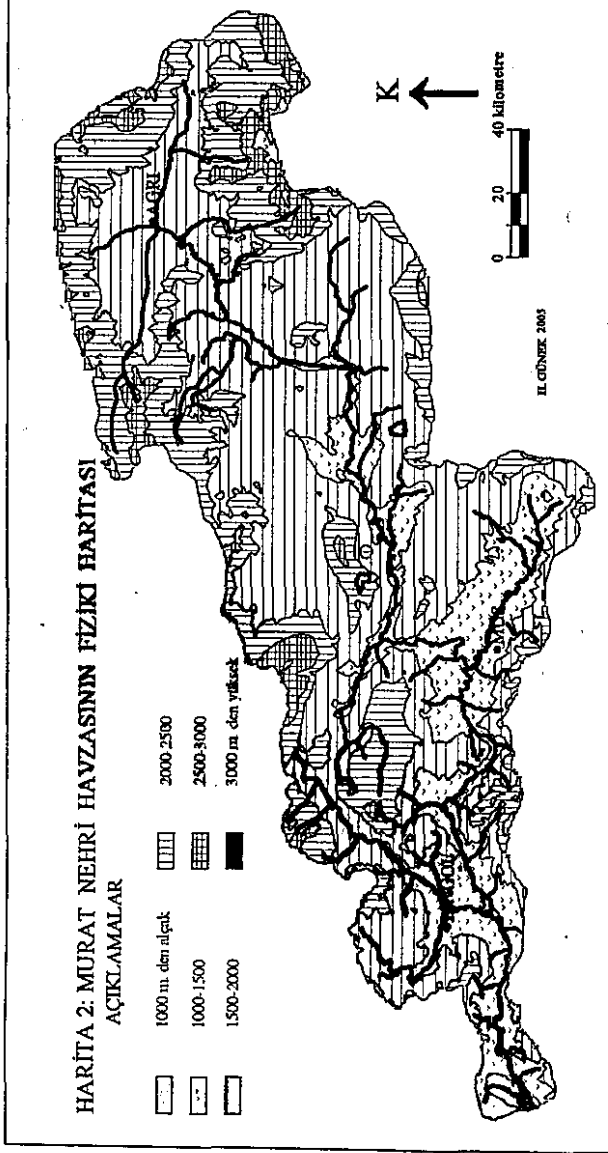 HARİTA 2: MURAT NEHRİ HAVZASININ FİZİKİ HARİTASI
AÇIKLAMALAR
1000 m. den alçak
1000-1500
1500-2000
2000-2500
2500-3000
3000 m. den yüksek
AĞRI
K
0 20 40 kilometre
H. GÜNEK 2005